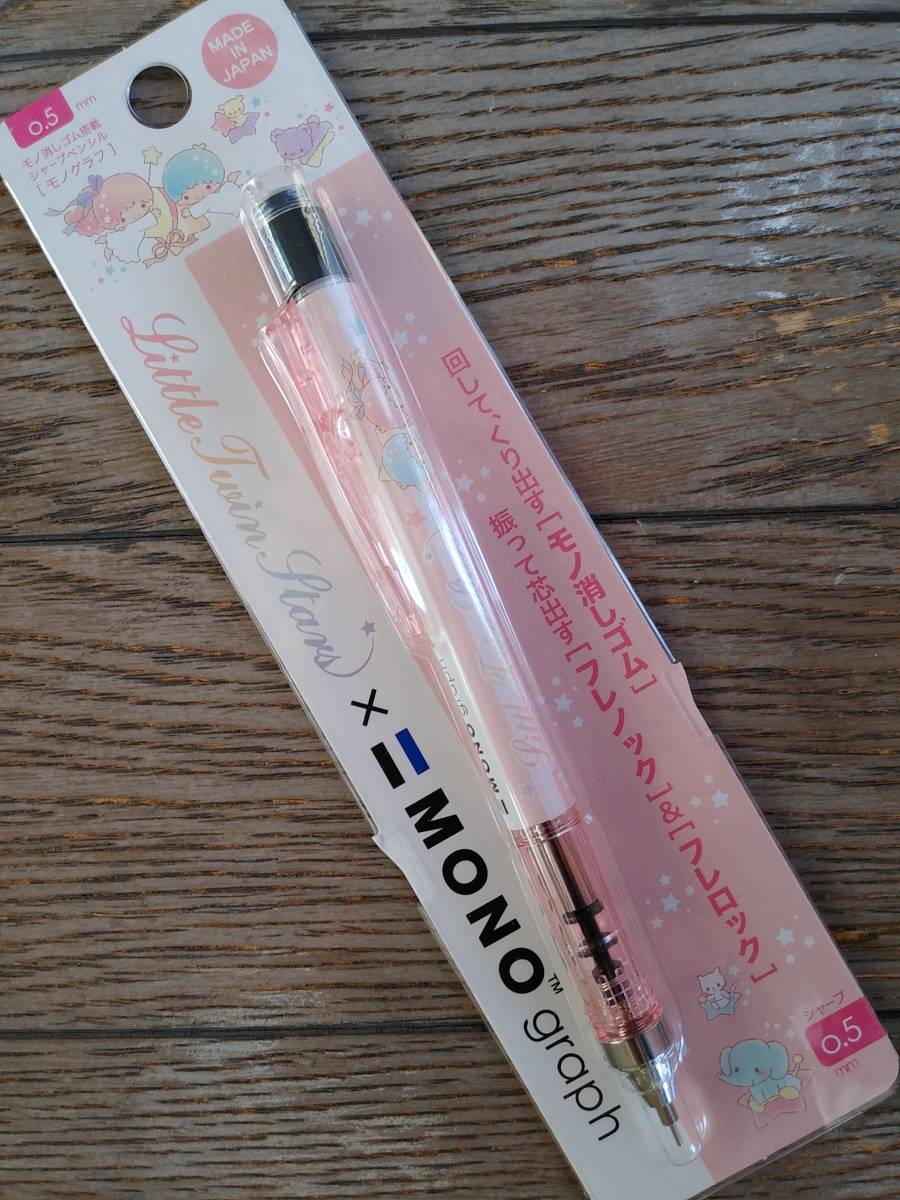 MADE
IN
JAPAN
0.5 mm
モノ消しゴム搭載
シャープペンシル
[モノグラフ]
Little Twin Stars
×
MONO™ graph
回して、くり出す[モノ消しゴム]
振って芯出す[フレノック]&[フレロック]
MONO graph
シャープ
0.5
mm